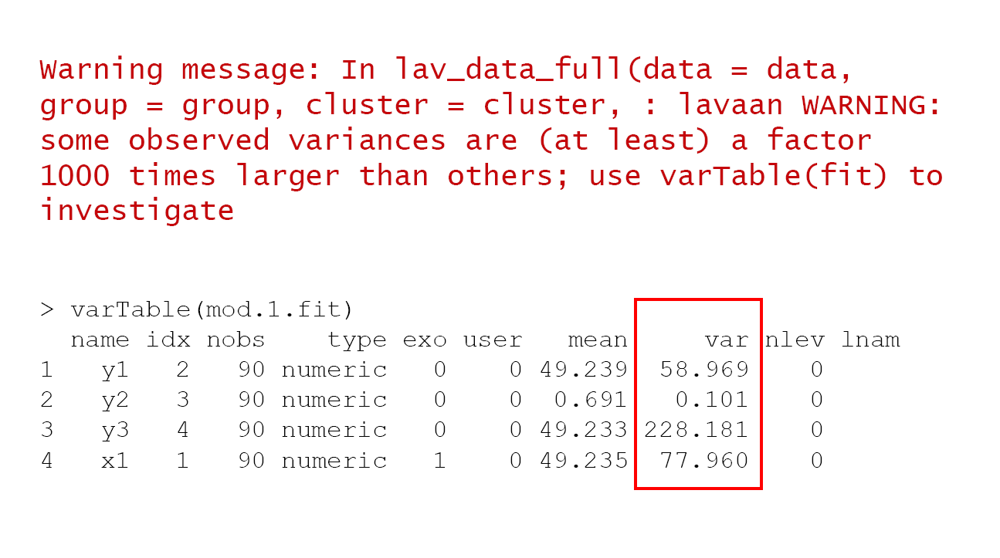 Warning message: In lav_data_full(data = data,
group = group, cluster = cluster, : lavaan WARNING:
some observed variances are (at least) a factor
1000 times larger than others; use varTable(fit) to
investigate
> varTable(mod.1.fit)
  name idx nobs    type exo user   mean     var nlev lnam
1   y1   2   90 numeric   0    0 49.239  58.969    0
2   y2   3   90 numeric   0    0  0.691   0.101    0
3   y3   4   90 numeric   0    0 49.233 228.181    0
4   x1   1   90 numeric   1    0 49.235  77.960    0